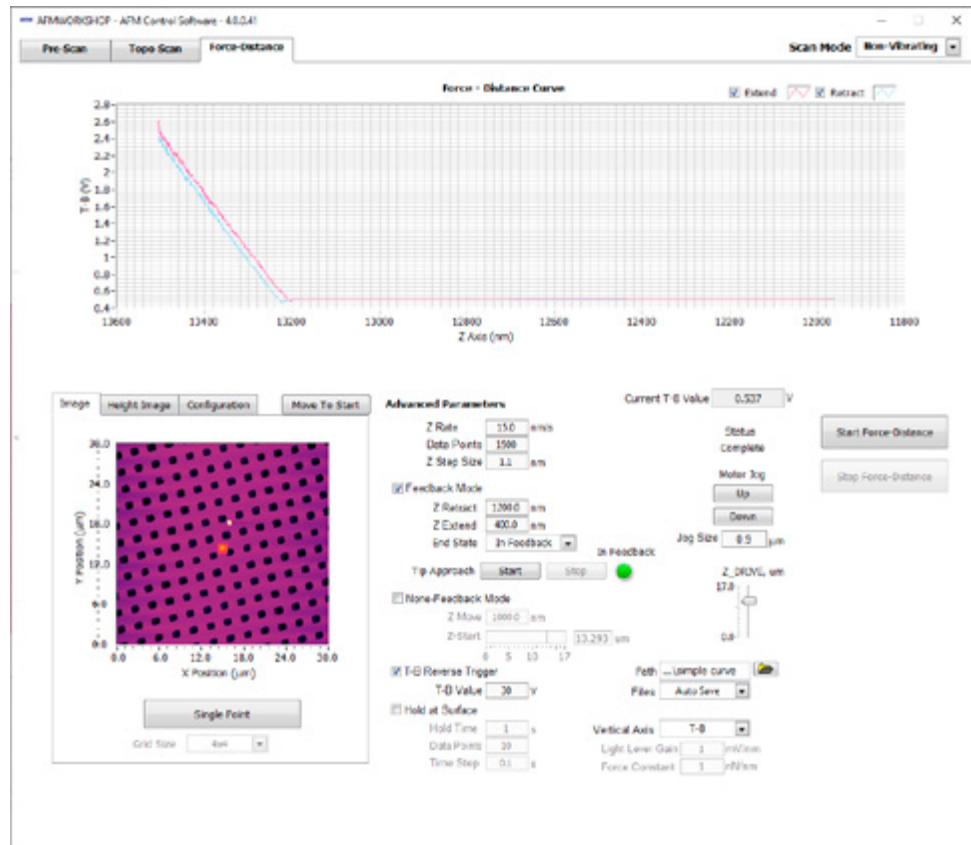 AFMWORKSHOP - AFM Control Software - 4.0.0.41
Pre-Scan Topo Scan Force-Distance Scan Mode Non-Vibrating
Force - Distance Curve Extend Retract
2.8
2.6
2.4
2.2
2
1.8
1.6
1.4
1.2
1
0.8
0.6
0.4
T-B (V)
13600 13400 13200 13000 12800 12600 12400 12200 12000 11800
Z Axis (nm)
Image Height Image Configuration Move To Start
Y Position (µm)
24.0
18.0
12.0
6.0
0.0
0.0 6.0 12.0 18.0 24.0 30.0
X Position (µm)
Single Point
Grid Size 4x4
Advanced Parameters
Z Rate 15.0
Data Points 1500
Z Step Size 1.1 nm
Feedback Mode
Z Retract 1200.0 nm
Z Extend 400.0 nm
End State In Feedback
In Feedback
Tip Approach Start Stop
None-Feedback Mode
Z Move 1000.0 nm
Z-Start 13.293 um
0 5 10 17
T-B Reverse Trigger
T-B Value 30 V
Hold at Surface
Hold Time 1 s
Data Points 10
Time Step 0.1 s
Current T-B Value 0.537 V
Status
Complete
Motor Jog
Up
Down
Jog Size 0.9 µm
Z_DRIVE, um
17.0
0.0
Path ...\sample curve
Files Auto Save
Vertical Axis T-B
Light Lever Gain 1 mV/nm
Force Constant 1 nN/nm
Start Force-Distance
Stop Force-Distance